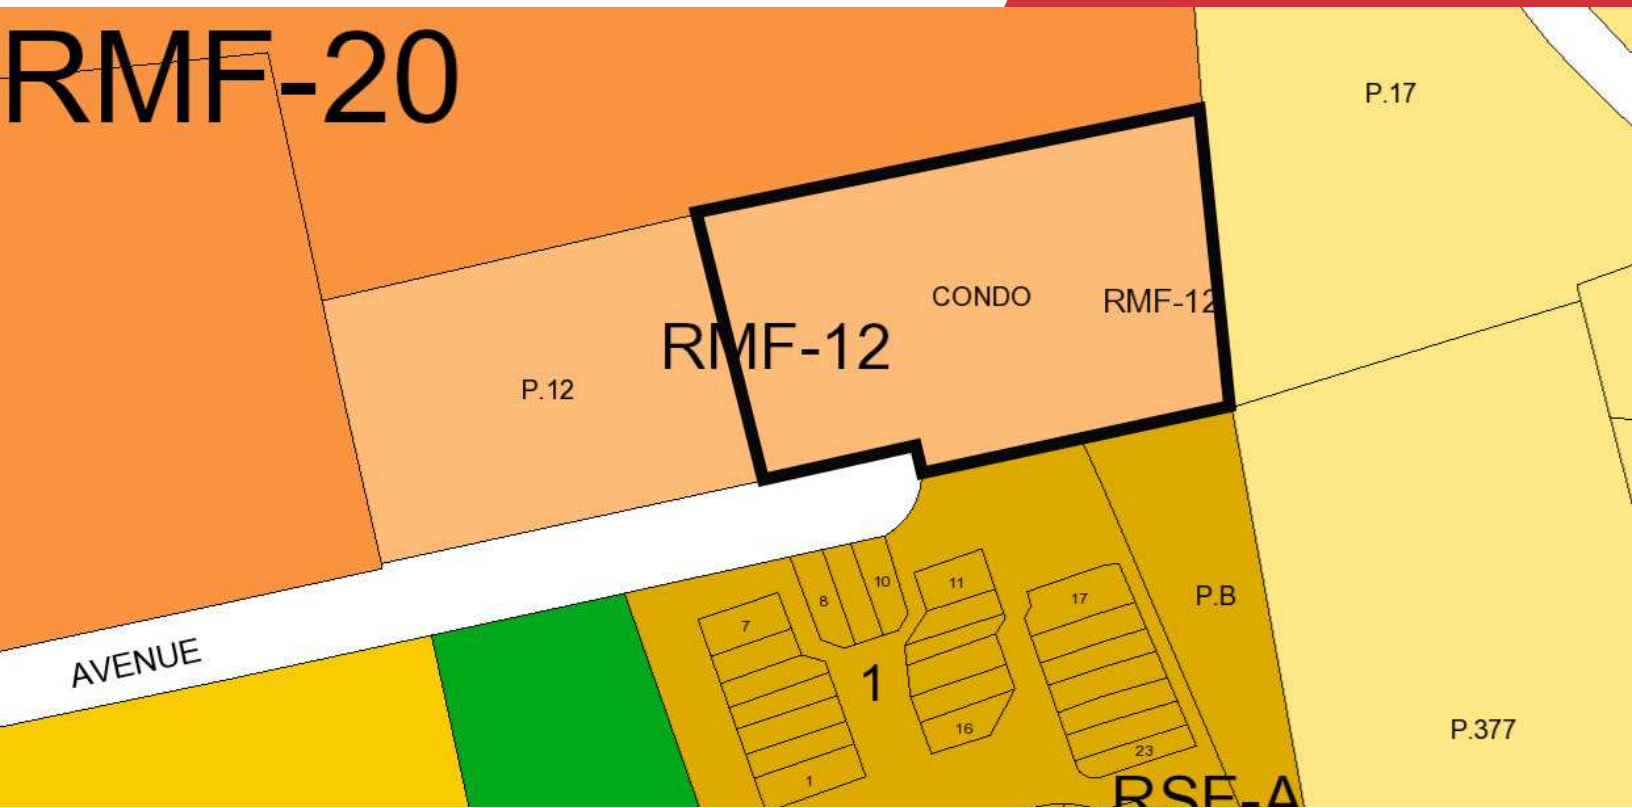 RMF-20
P.17
CONDO
RMF-12
RMF-12
P.12
10
11
8
17
P.B
7
AVENUE
1
16
P.377
23
1
RSF-A